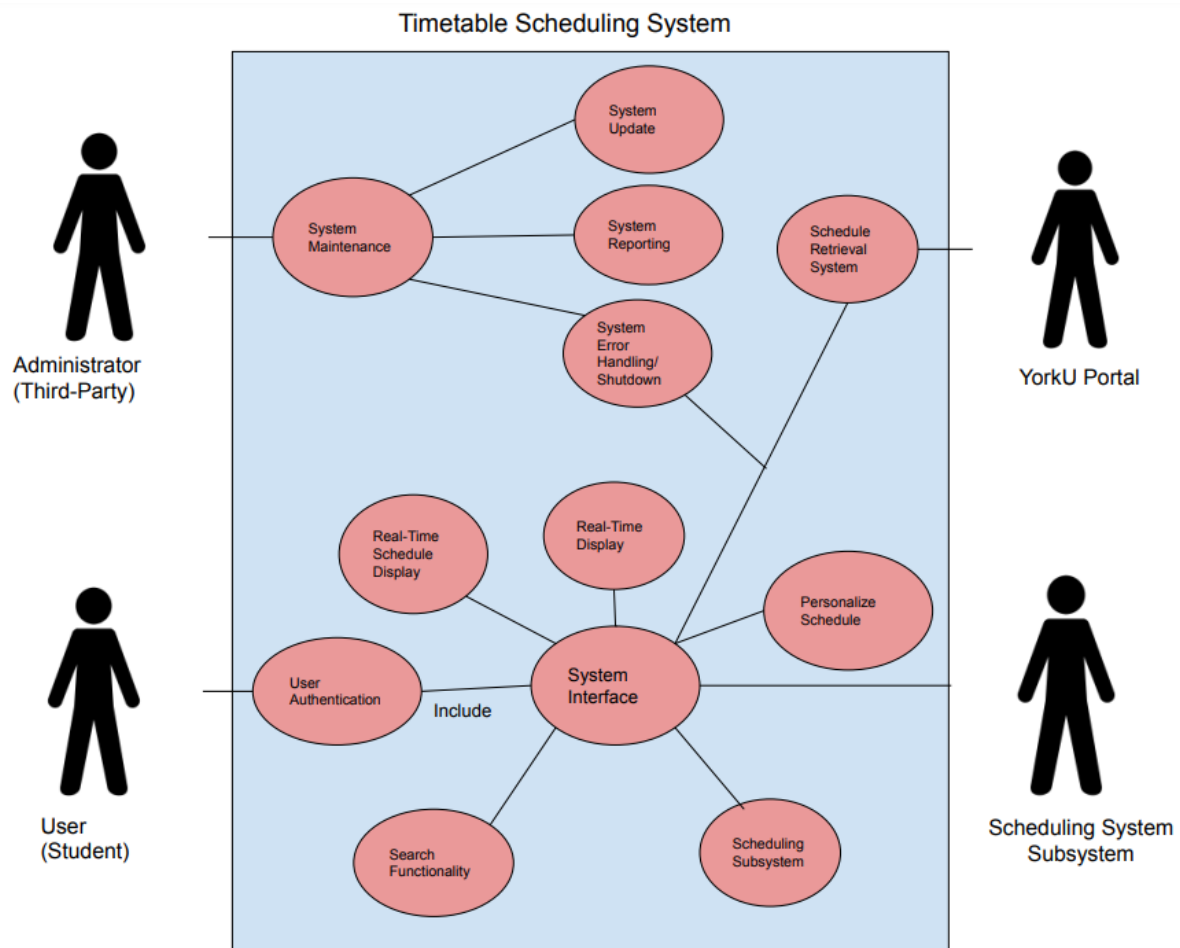 Timetable Scheduling System
System
Update
System
Maintenance
System
Reporting
Schedule
Retrieval
System
System
Error
Handling/
Shutdown
Administrator
(Third-Party)
YorkU Portal
Real-Time
Schedule
Display
Real-Time
Display
Personalize
Schedule
User
Authentication
Include
System
Interface
User
(Student)
Search
Functionality
Scheduling
Subsystem
Scheduling System
Subsystem